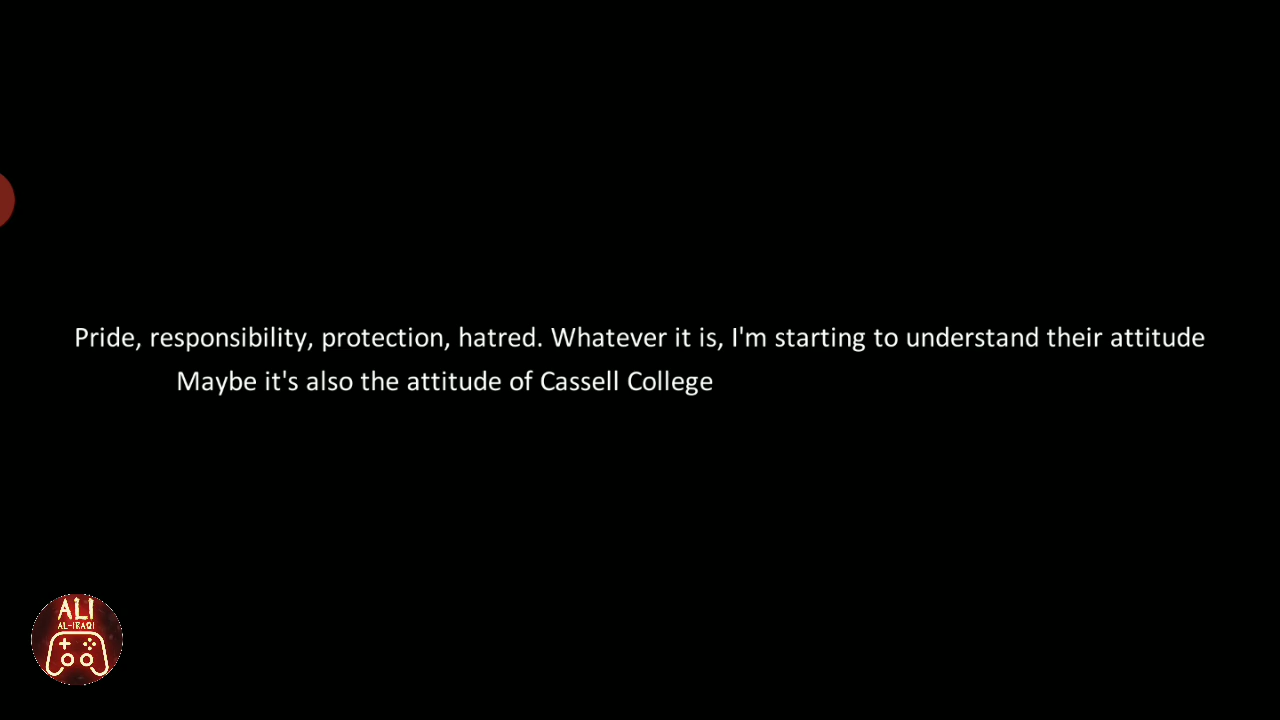 Pride, responsibility, protection, hatred. Whatever it is, I'm starting to understand their attitude
Maybe it's also the attitude of Cassell College
ALI
AL-IRAQI